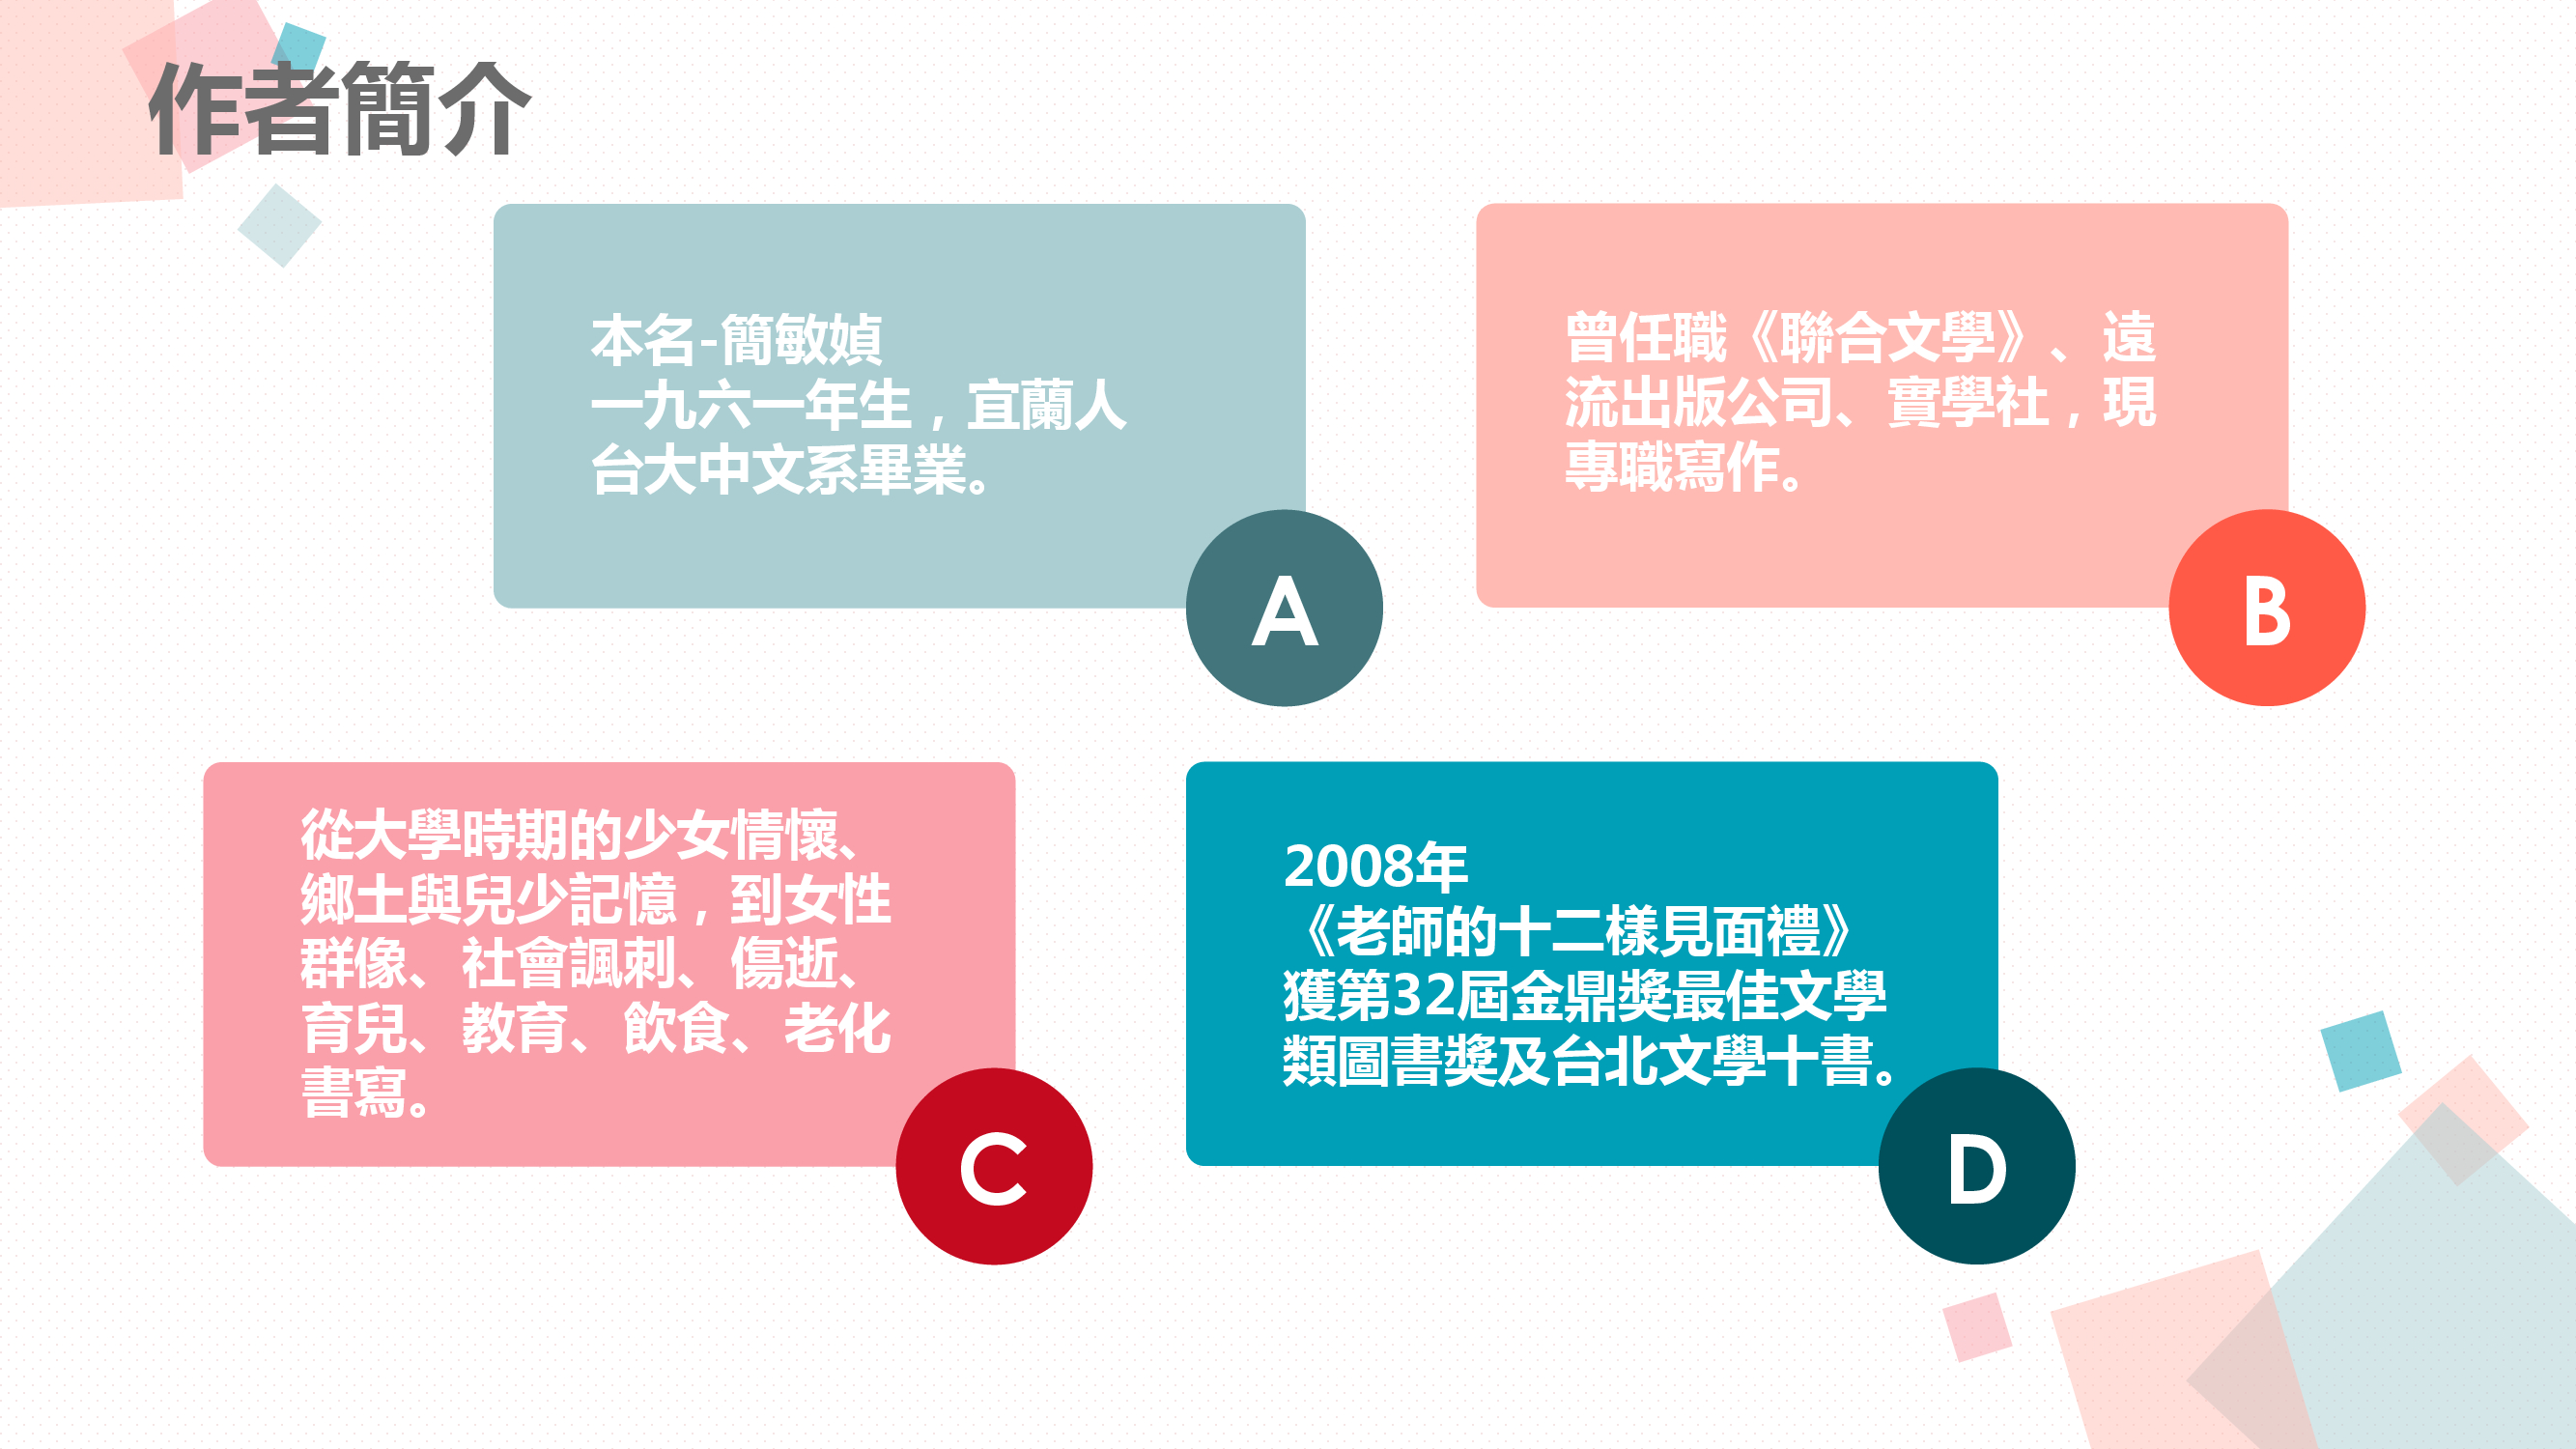 作者簡介
本名-簡敏媜
一九六一年生，宜蘭人
台大中文系畢業。
A
曾任職《聯合文學》、遠
流出版公司、實學社，現
專職寫作。
B
從大學時期的少女情懷、
鄉土與兒少記憶，到女性
群像、社會諷刺、傷逝、
育兒、教育、飲食、老化
書寫。
C
2008年
《老師的十二樣見面禮》
獲第32屆金鼎獎最佳文學
類圖書獎及台北文學十書。
D